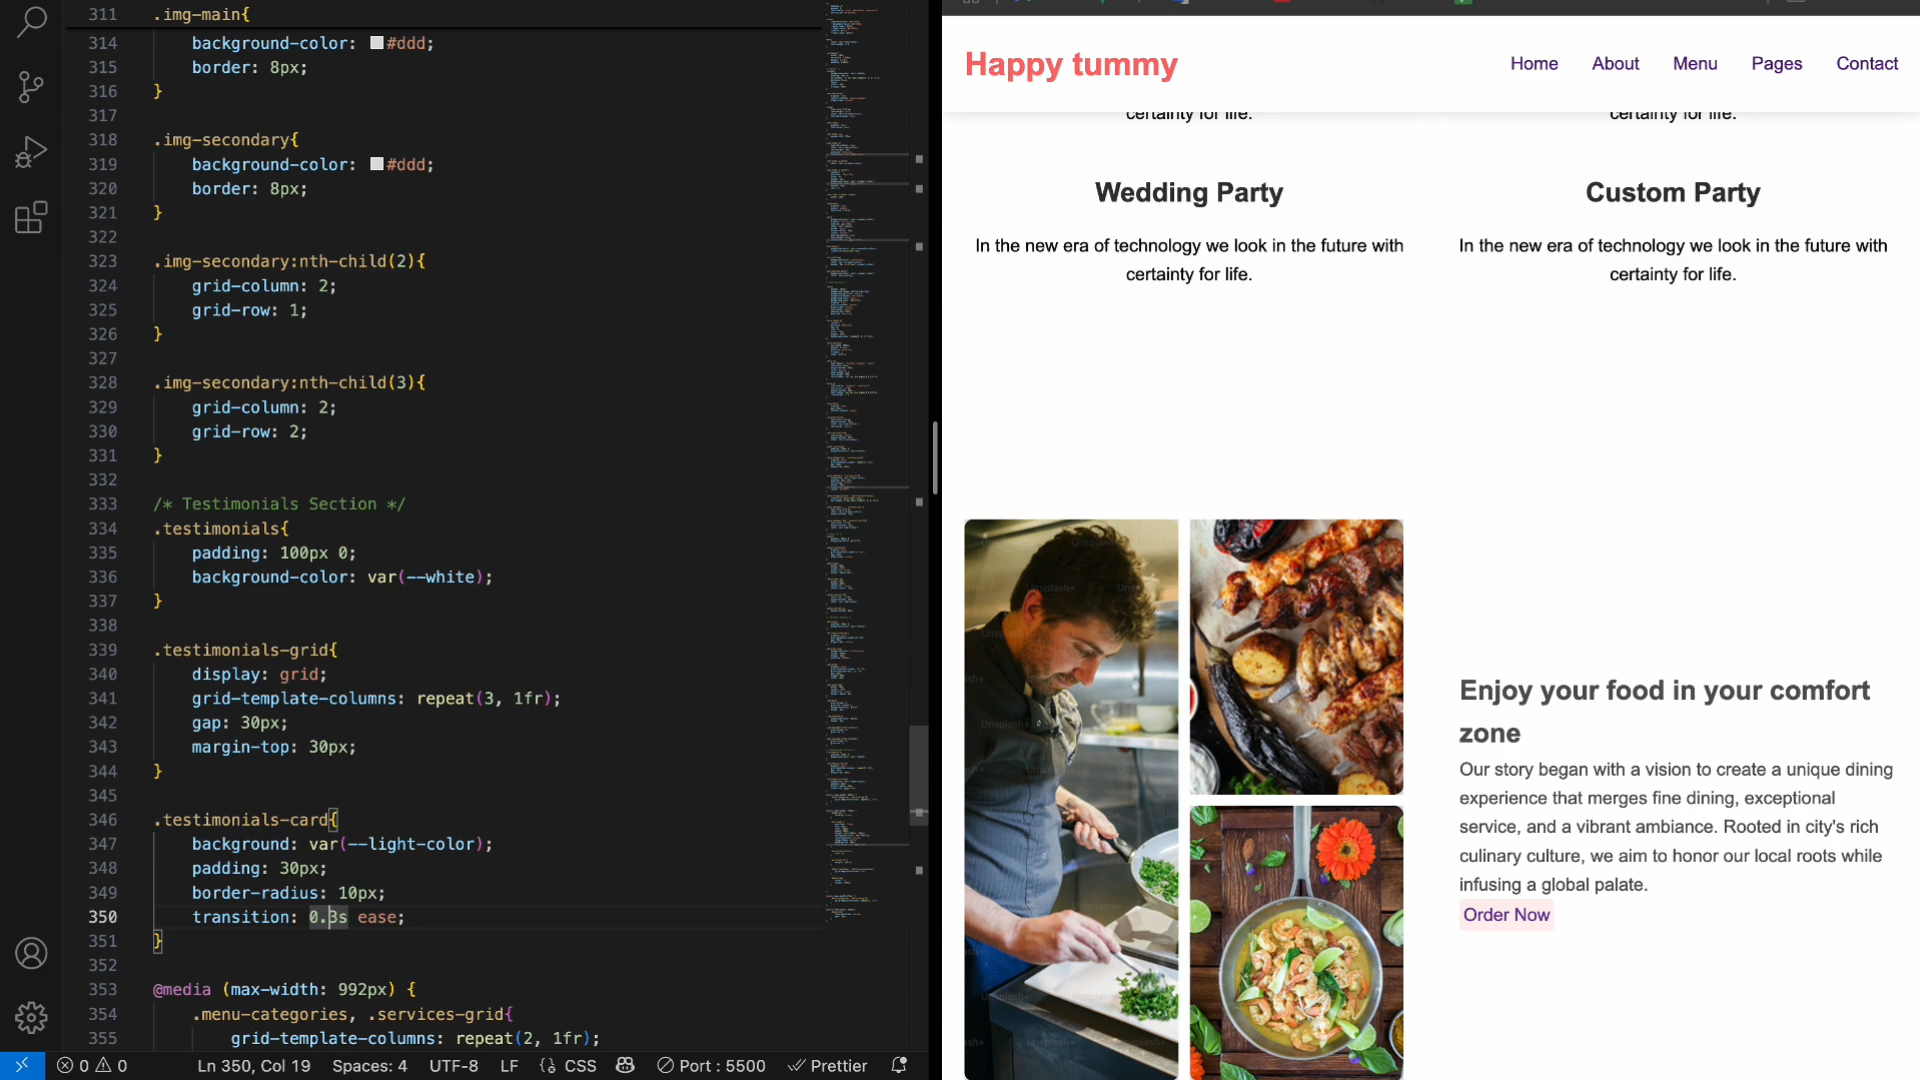 311 .img-main{
314 background-color: #ddd;
315 border: 8px;
316 }
317
318 .img-secondary{
319 background-color: #ddd;
320 border: 8px;
321 }
322
323 .img-secondary:nth-child(2){
324 grid-column: 2;
325 grid-row: 1;
326 }
327
328 .img-secondary:nth-child(3){
329 grid-column: 2;
330 grid-row: 2;
331 }
332
333 /* Testimonials Section */
334 .testimonials{
335 padding: 100px 0;
336 background-color: var(--white);
337 }
338
339 .testimonials-grid{
340 display: grid;
341 grid-template-columns: repeat(3, 1fr);
342 gap: 30px;
343 margin-top: 30px;
344 }
345
346 .testimonials-card{
347 background: var(--light-color);
348 padding: 30px;
349 border-radius: 10px;
350 transition: 0.3s ease;
351 }
352
353 @media (max-width: 992px) {
354 .menu-categories, .services-grid{
355 grid-template-columns: repeat(2, 1fr);
0 0 Ln 350, Col 19 Spaces: 4 UTF-8 LF {} CSS Port : 5500 Prettier
Happy tummy
Home About Menu Pages Contact
certainty for life. certainty for life.
Wedding Party
In the new era of technology we look in the future with
certainty for life.
Custom Party
In the new era of technology we look in the future with
certainty for life.
Unsplash+
Enjoy your food in your comfort
zone
Our story began with a vision to create a unique dining
experience that merges fine dining, exceptional
service, and a vibrant ambiance. Rooted in city's rich
culinary culture, we aim to honor our local roots while
infusing a global palate.
Order Now